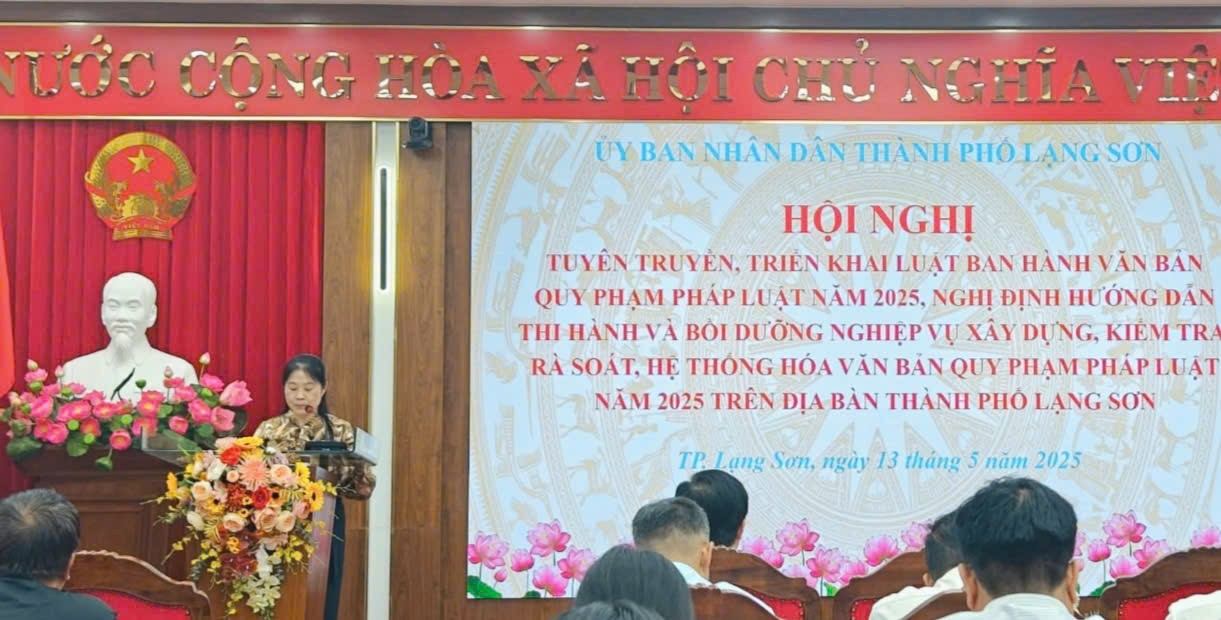 NƯỚC CỘNG HÒA XÃ HỘI CHỦ NGHĨA VIỆ
ỦY BAN NHÂN DÂN THÀNH PHỐ LẠNG SƠN
HỘI NGHỊ
TUYÊN TRUYỀN, TRIỂN KHAI LUẬT BAN HÀNH VĂN BẢN
QUY PHẠM PHÁP LUẬT NĂM 2025, NGHỊ ĐỊNH HƯỚNG DẪN
THI HÀNH VÀ BỒI DƯỠNG NGHIỆP VỤ XÂY DỰNG, KIỂM TRA
RÀ SOÁT, HỆ THỐNG HÓA VĂN BẢN QUY PHẠM PHÁP LUẬT
NĂM 2025 TRÊN ĐỊA BÀN THÀNH PHỐ LẠNG SƠN
TP. Lạng Sơn, ngày 13 tháng 5 năm 2025
VIỆT NAM